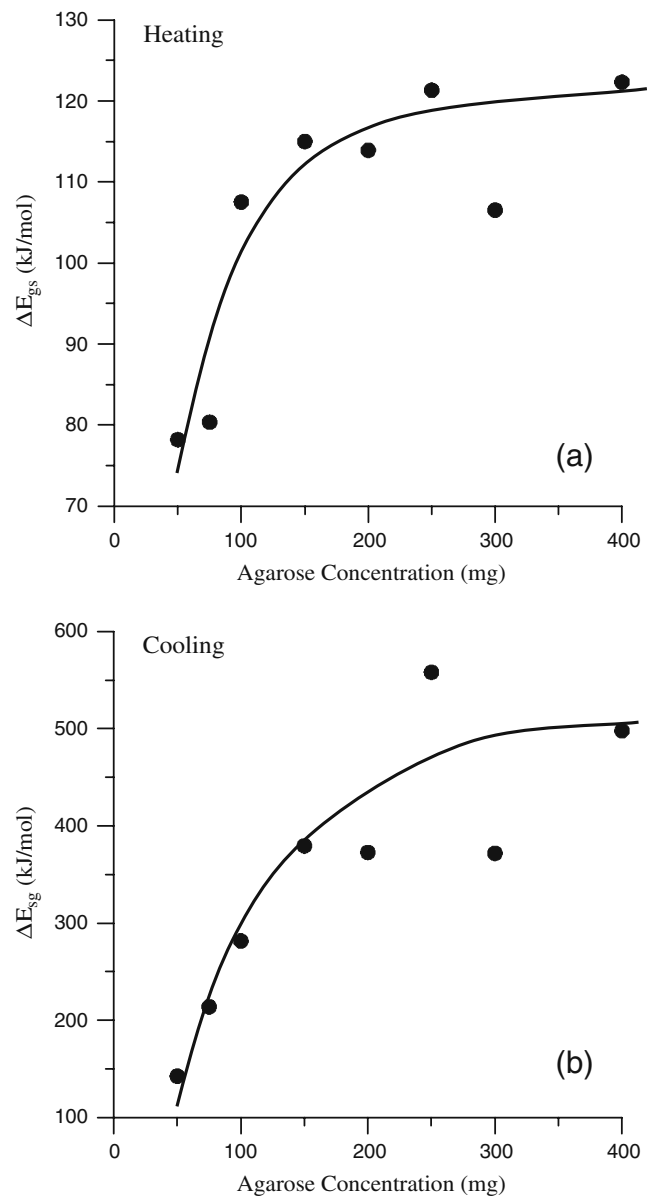 Heating
130
120
110
100
90
80
70
ΔE_gs (kJ/mol)
(a)
0 100 200 300 400
Agarose Concentration (mg)
Cooling
600
500
400
300
200
100
ΔE_sg (kJ/mol)
(b)
0 100 200 300 400
Agarose Concentration (mg)